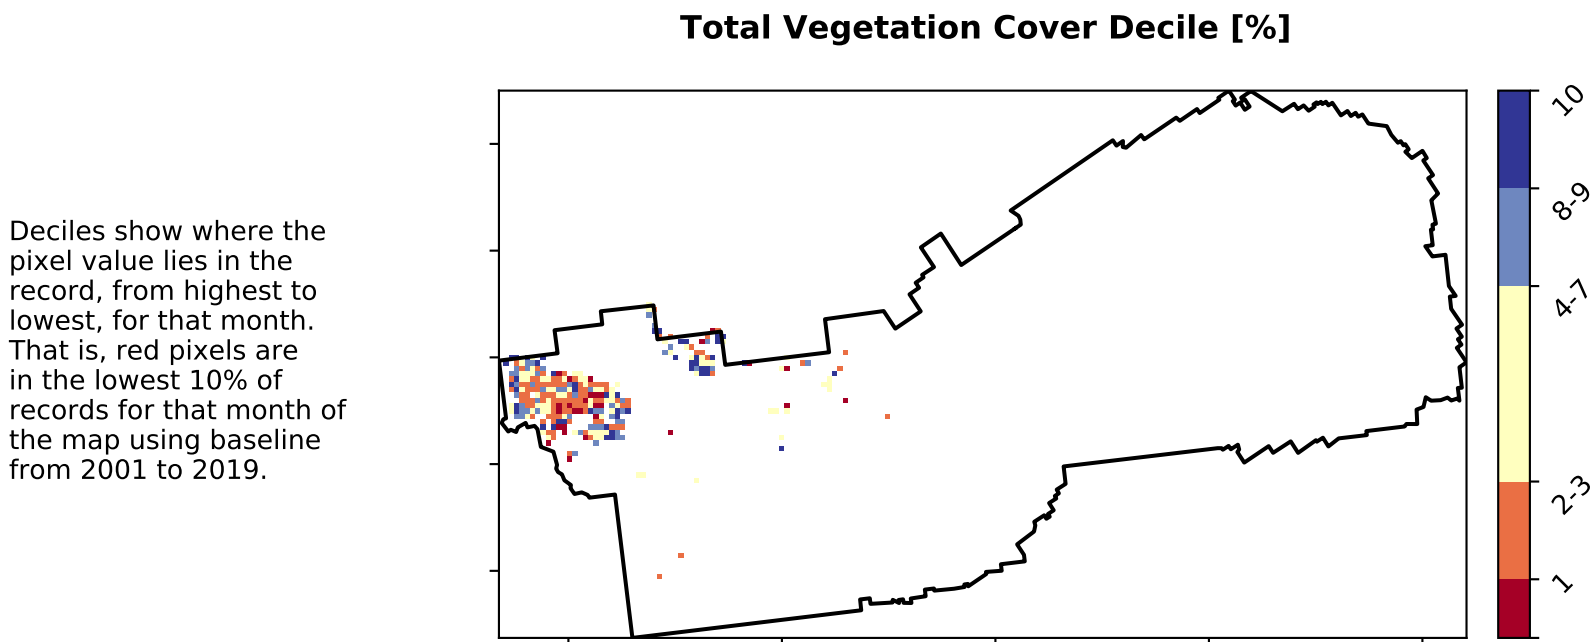 Total Vegetation Cover Decile [%]
Deciles show where the
pixel value lies in the
record, from highest to
lowest, for that month.
That is, red pixels are
in the lowest 10% of
records for that month of
the map using baseline
from 2001 to 2019.
10
8-9
4-7
2-3
1